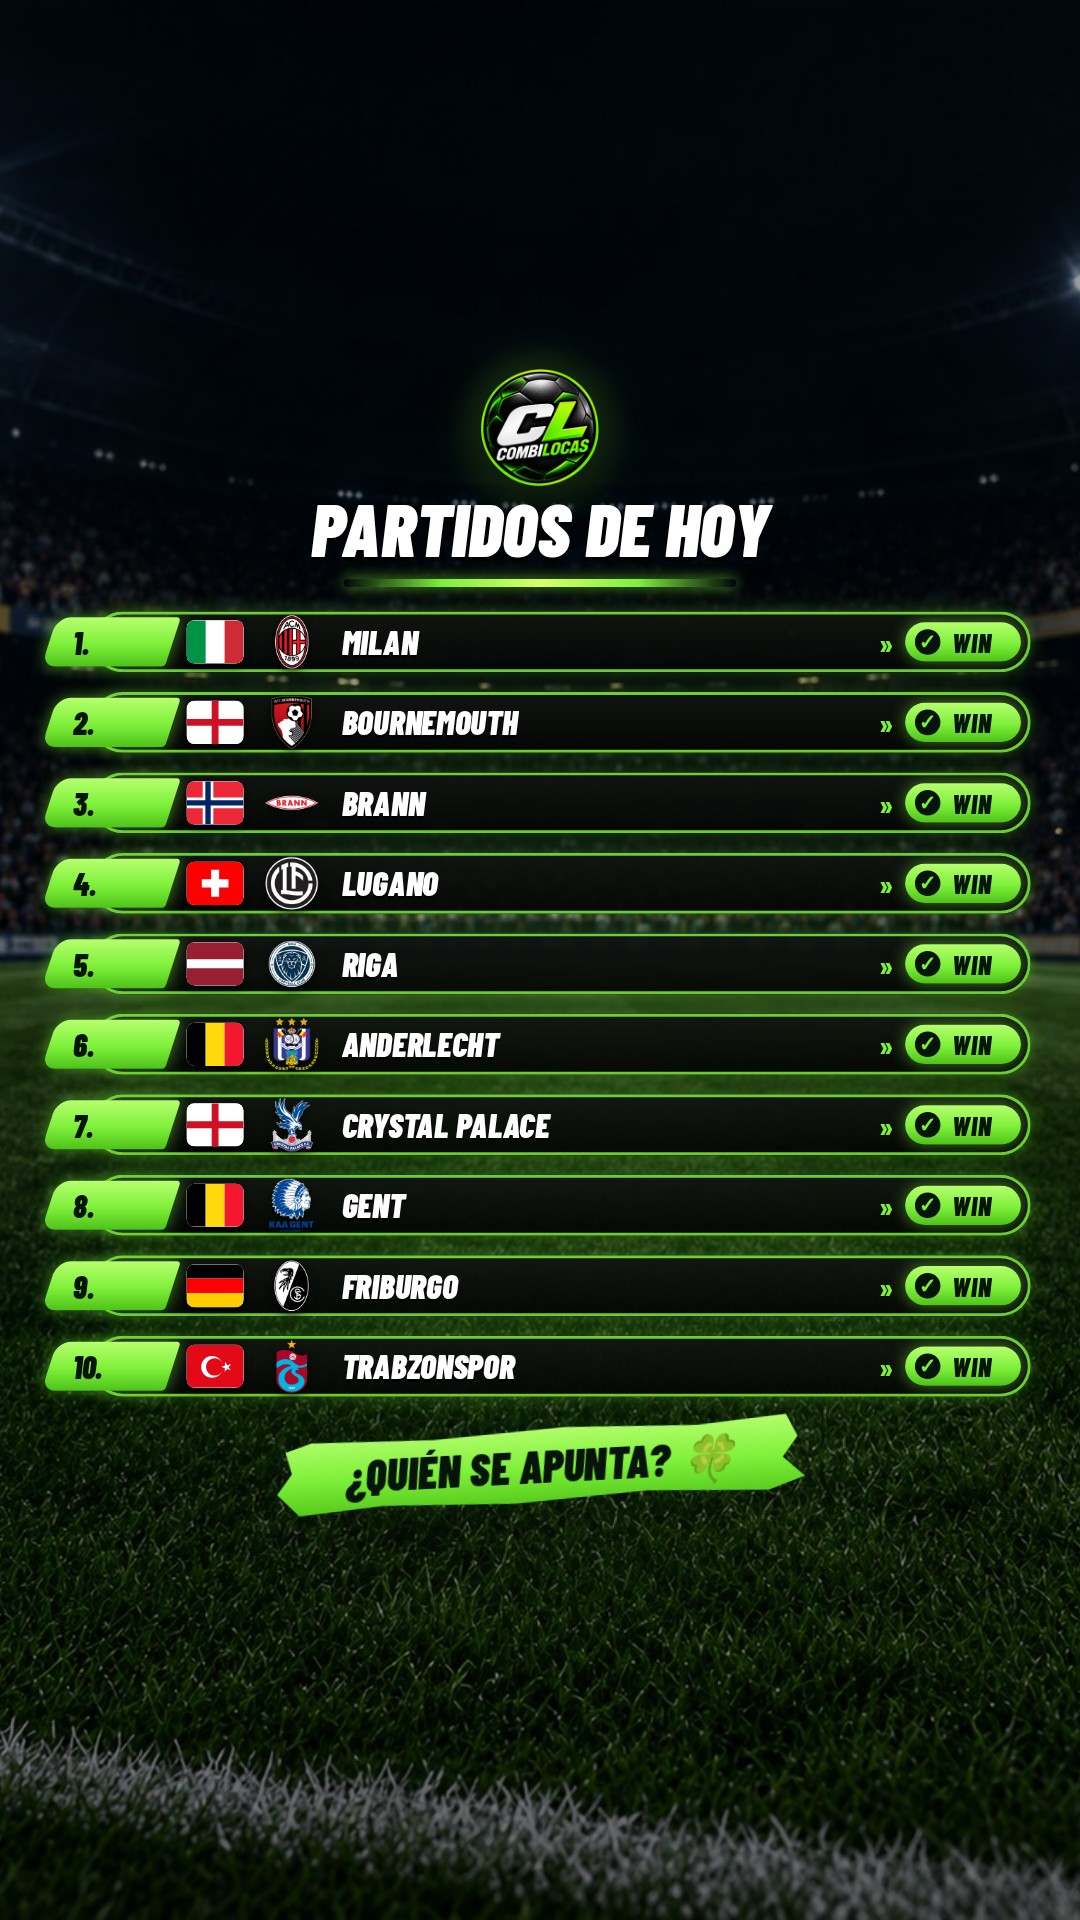 CL
COMBILOCAS
PARTIDOS DE HOY
1. MILAN » ✓ WIN
2. BOURNEMOUTH » ✓ WIN
3. BRANN BRANN » ✓ WIN
4. LUGANO » ✓ WIN
5. RIGA » ✓ WIN
6. ANDERLECHT » ✓ WIN
7. CRYSTAL PALACE » ✓ WIN
8. KAA GENT GENT » ✓ WIN
9. FRIBURGO » ✓ WIN
10. TRABZONSPOR » ✓ WIN
¿QUIÉN SE APUNTA? 🍀